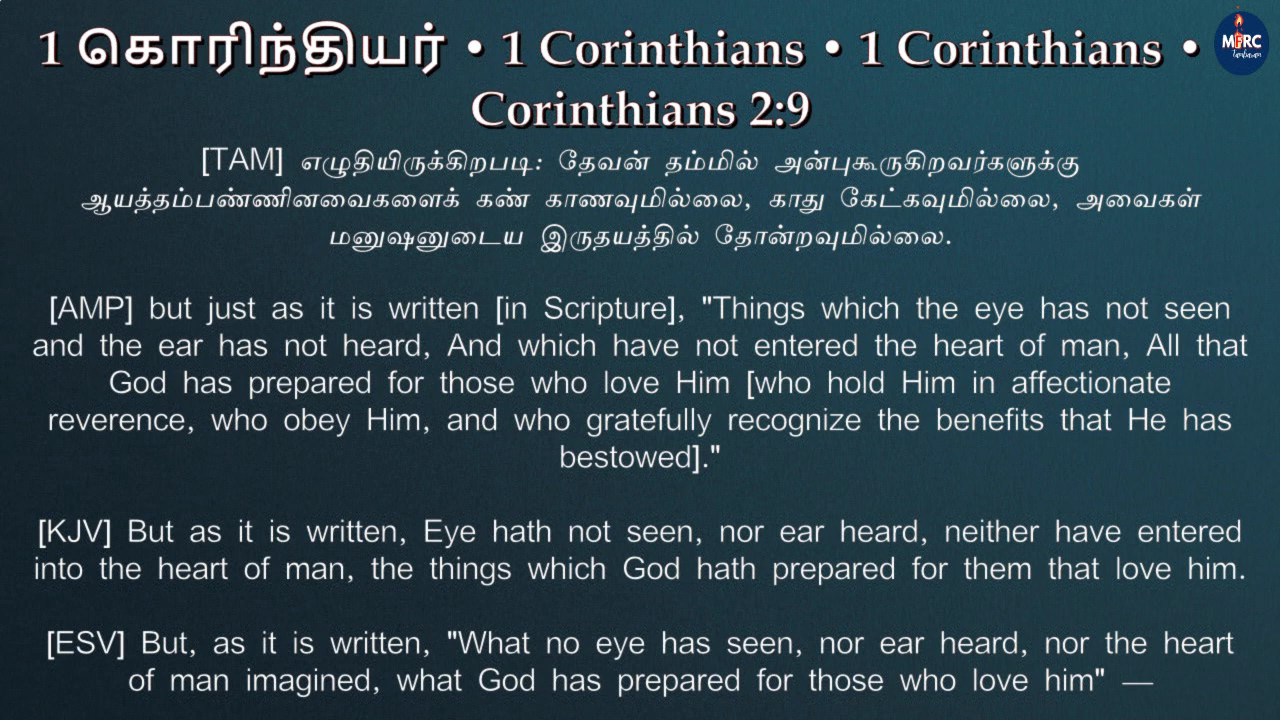 1 கொரிந்தியர் • 1 Corinthians • 1 Corinthians •
Corinthians 2:9
MFRC
Tambaram
[TAM] எழுதியிருக்கிறபடி: தேவன் தம்மில் அன்புகூருகிறவர்களுக்கு
ஆயத்தம்பண்ணினவைகளைக் கண் காணவுமில்லை, காது கேட்கவுமில்லை, அவைகள்
மனுஷனுடைய இருதயத்தில் தோன்றவுமில்லை.
[AMP] but just as it is written [in Scripture], "Things which the eye has not seen
and the ear has not heard, And which have not entered the heart of man, All that
God has prepared for those who love Him [who hold Him in affectionate
reverence, who obey Him, and who gratefully recognize the benefits that He has
bestowed]."
[KJV] But as it is written, Eye hath not seen, nor ear heard, neither have entered
into the heart of man, the things which God hath prepared for them that love him.
[ESV] But, as it is written, "What no eye has seen, nor ear heard, nor the heart
of man imagined, what God has prepared for those who love him" —